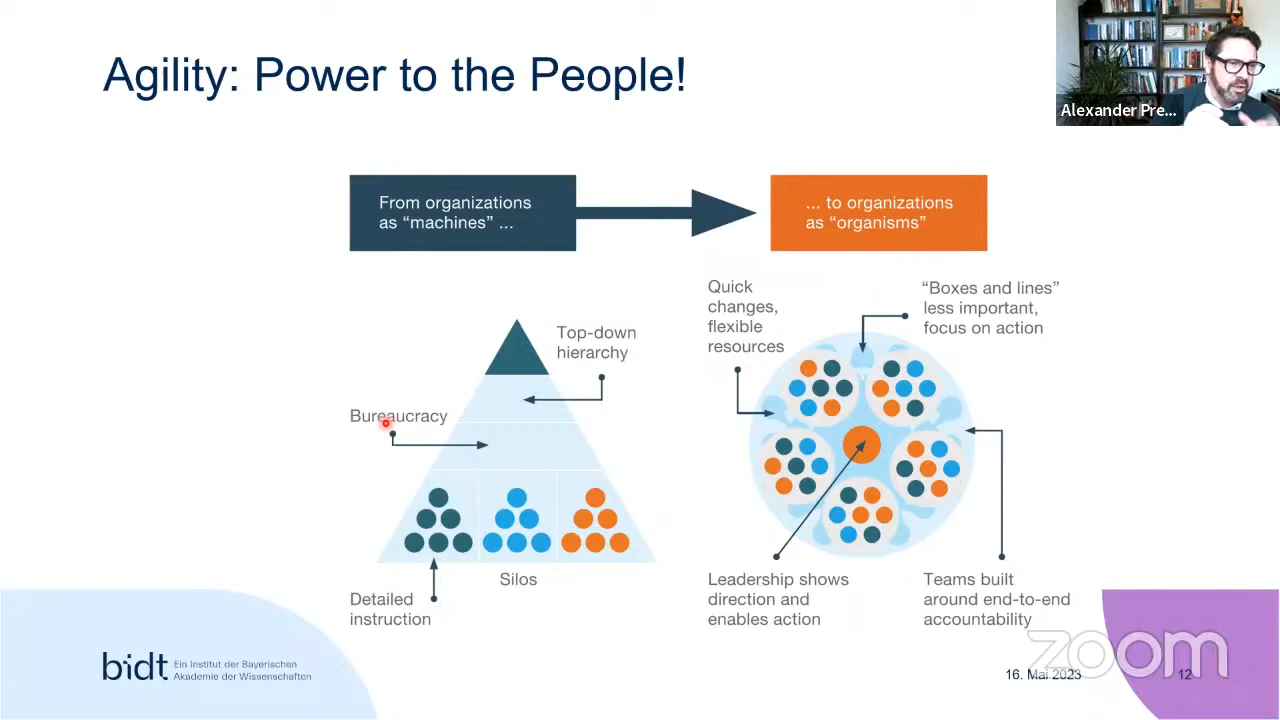 Agility: Power to the People!
Alexander Pre...
From organizations
as “machines” ...
... to organizations
as “organisms”
Top-down
hierarchy
Bureaucracy
Detailed
instruction
Silos
Quick
changes,
flexible
resources
“Boxes and lines”
less important,
focus on action
Leadership shows
direction and
enables action
Teams built
around end-to-end
accountability
bidt
Ein Institut der Bayerischen
Akademie der Wissenschaften
16. Mai 2023
12
zoom